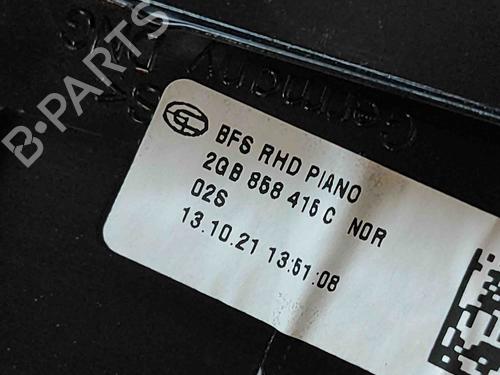 Germany
BFS RHD PIANO
2GB 858 415 C NOR
02S
13.10.21 13:51:08
B-PARTS